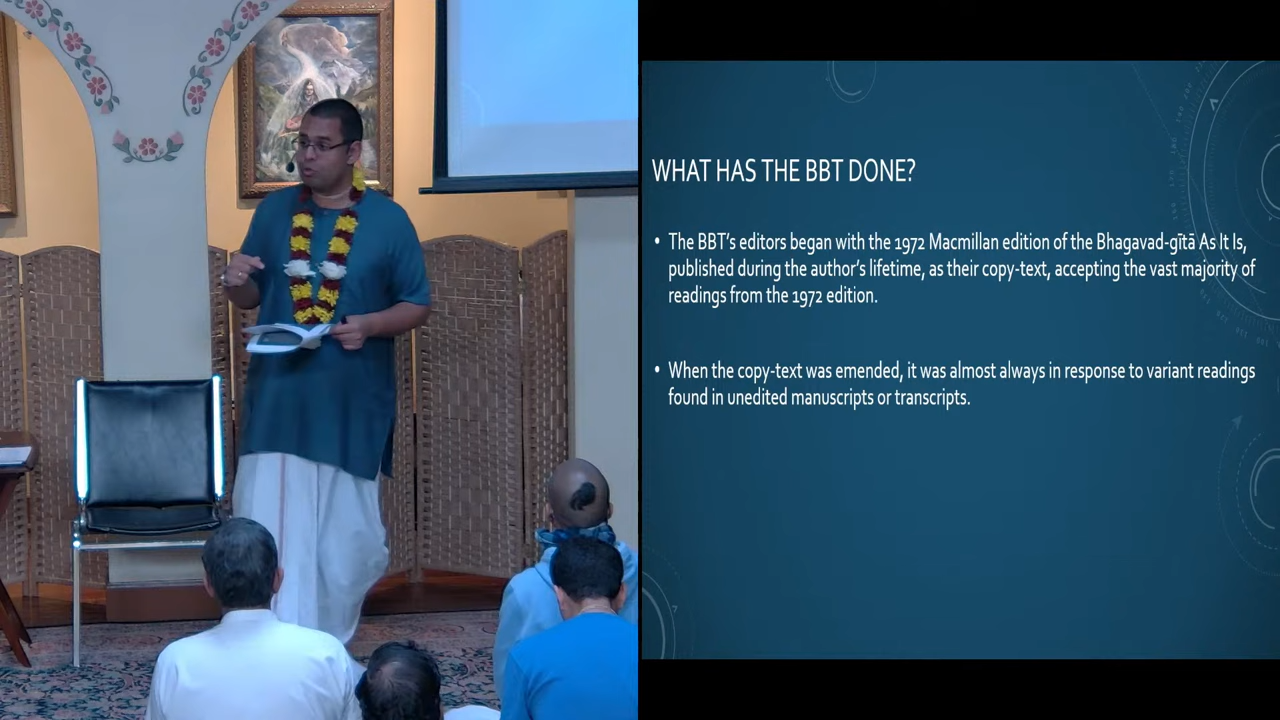 WHAT HAS THE BBT DONE?
• The BBT's editors began with the 1972 Macmillan edition of the Bhagavad-gītā As It Is,
published during the author's lifetime, as their copy-text, accepting the vast majority of
readings from the 1972 edition.
• When the copy-text was emended, it was almost always in response to variant readings
found in unedited manuscripts or transcripts.